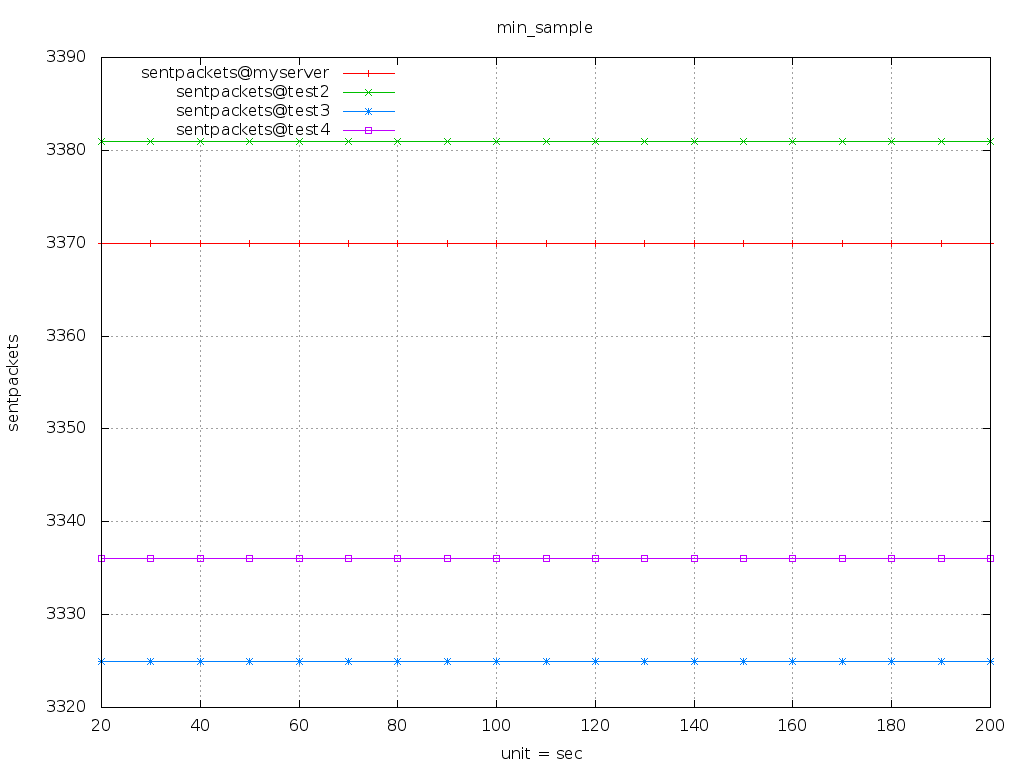 min_sample
3390
sentpackets@myserver
sentpackets@test2
sentpackets@test3
sentpackets@test4
3380
3370
3360
3350
3340
3330
3320
sentpackets
20 40 60 80 100 120 140 160 180 200
unit = sec